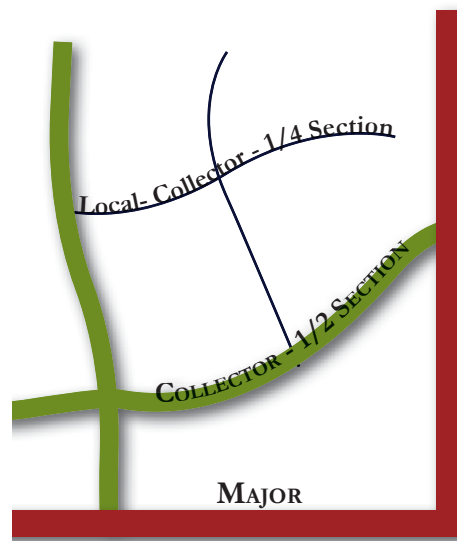 Local- Collector - 1/4 Section
Collector - 1/2 Section
Major